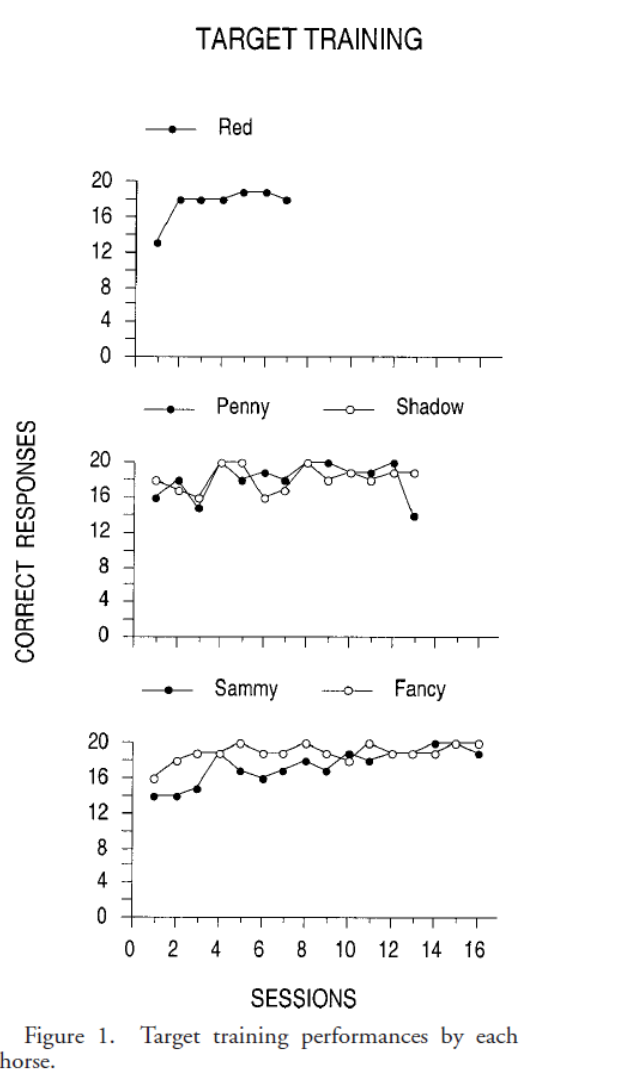 TARGET TRAINING
Red
20
16
12
8
4
0
Penny Shadow
20
16
12
8
4
0
CORRECT RESPONSES
Sammy Fancy
20
16
12
8
4
0
0 2 4 6 8 10 12 14 16
SESSIONS
Figure 1. Target training performances by each
horse.